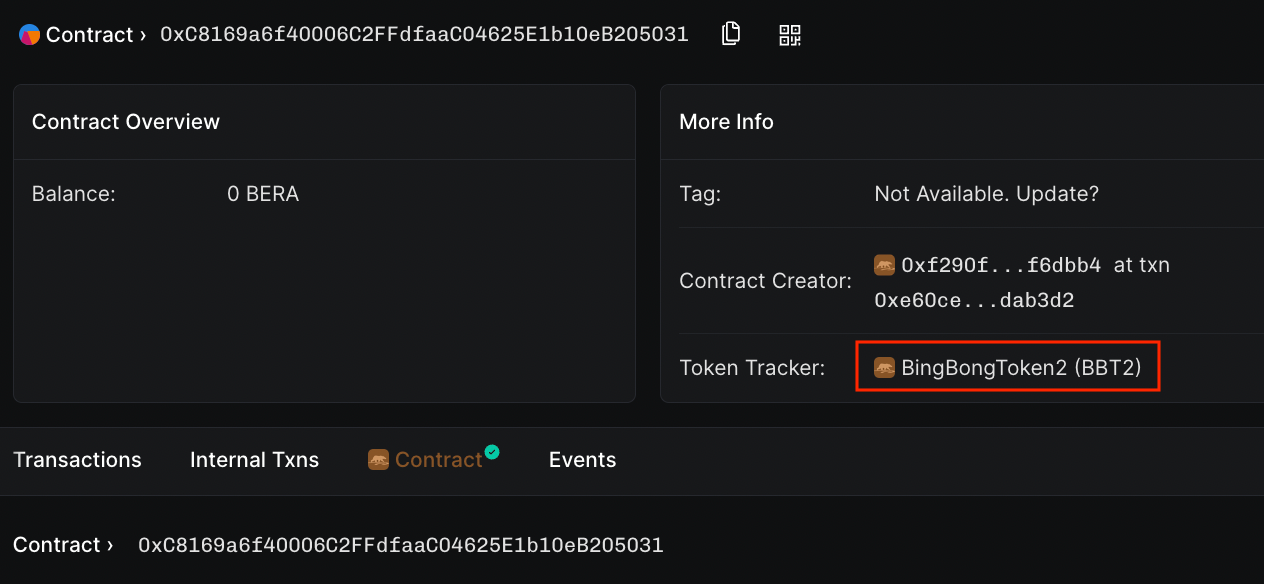 Contract › 0xC8169a6f40006C2FFdfaaC04625E1b10eB205031
Contract Overview
Balance: 0 BERA
More Info
Tag: Not Available. Update?
Contract Creator: 0xf290f...f6dbb4 at txn
0xe60ce...dab3d2
Token Tracker: BingBongToken2 (BBT2)
Transactions Internal Txns Contract Events
Contract › 0xC8169a6f40006C2FFdfaaC04625E1b10eB205031